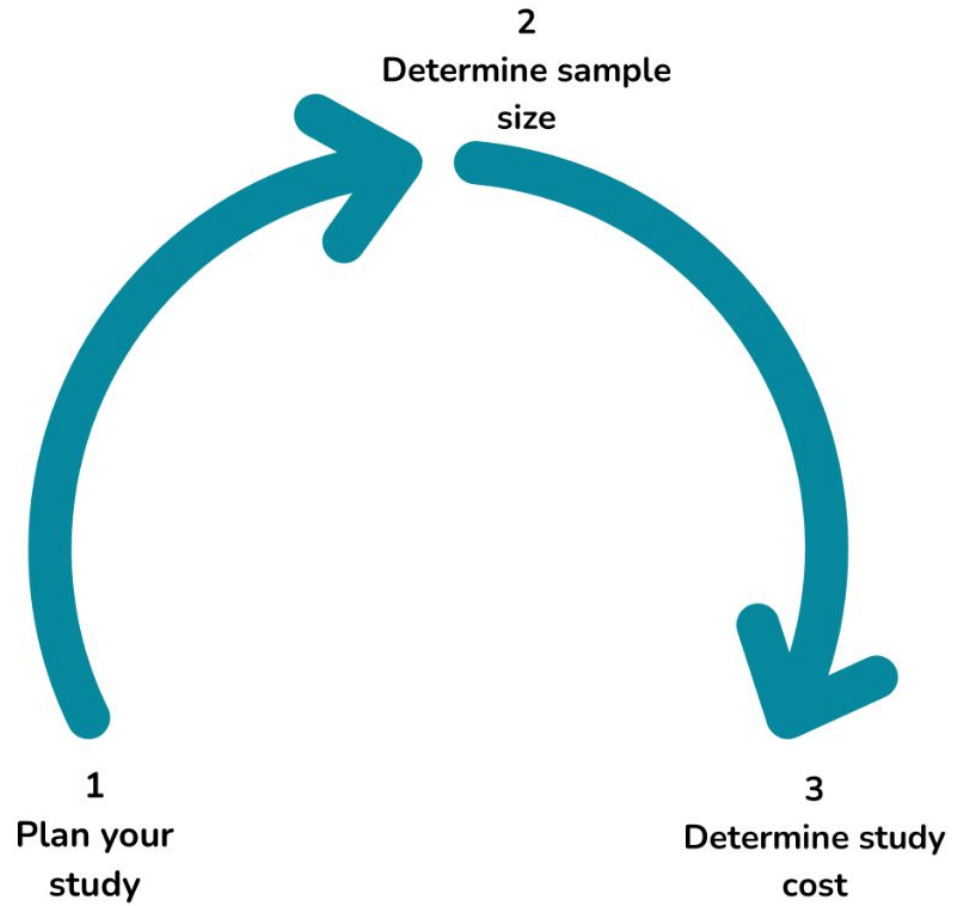 2
Determine sample
size
1
Plan your
study
3
Determine study
cost